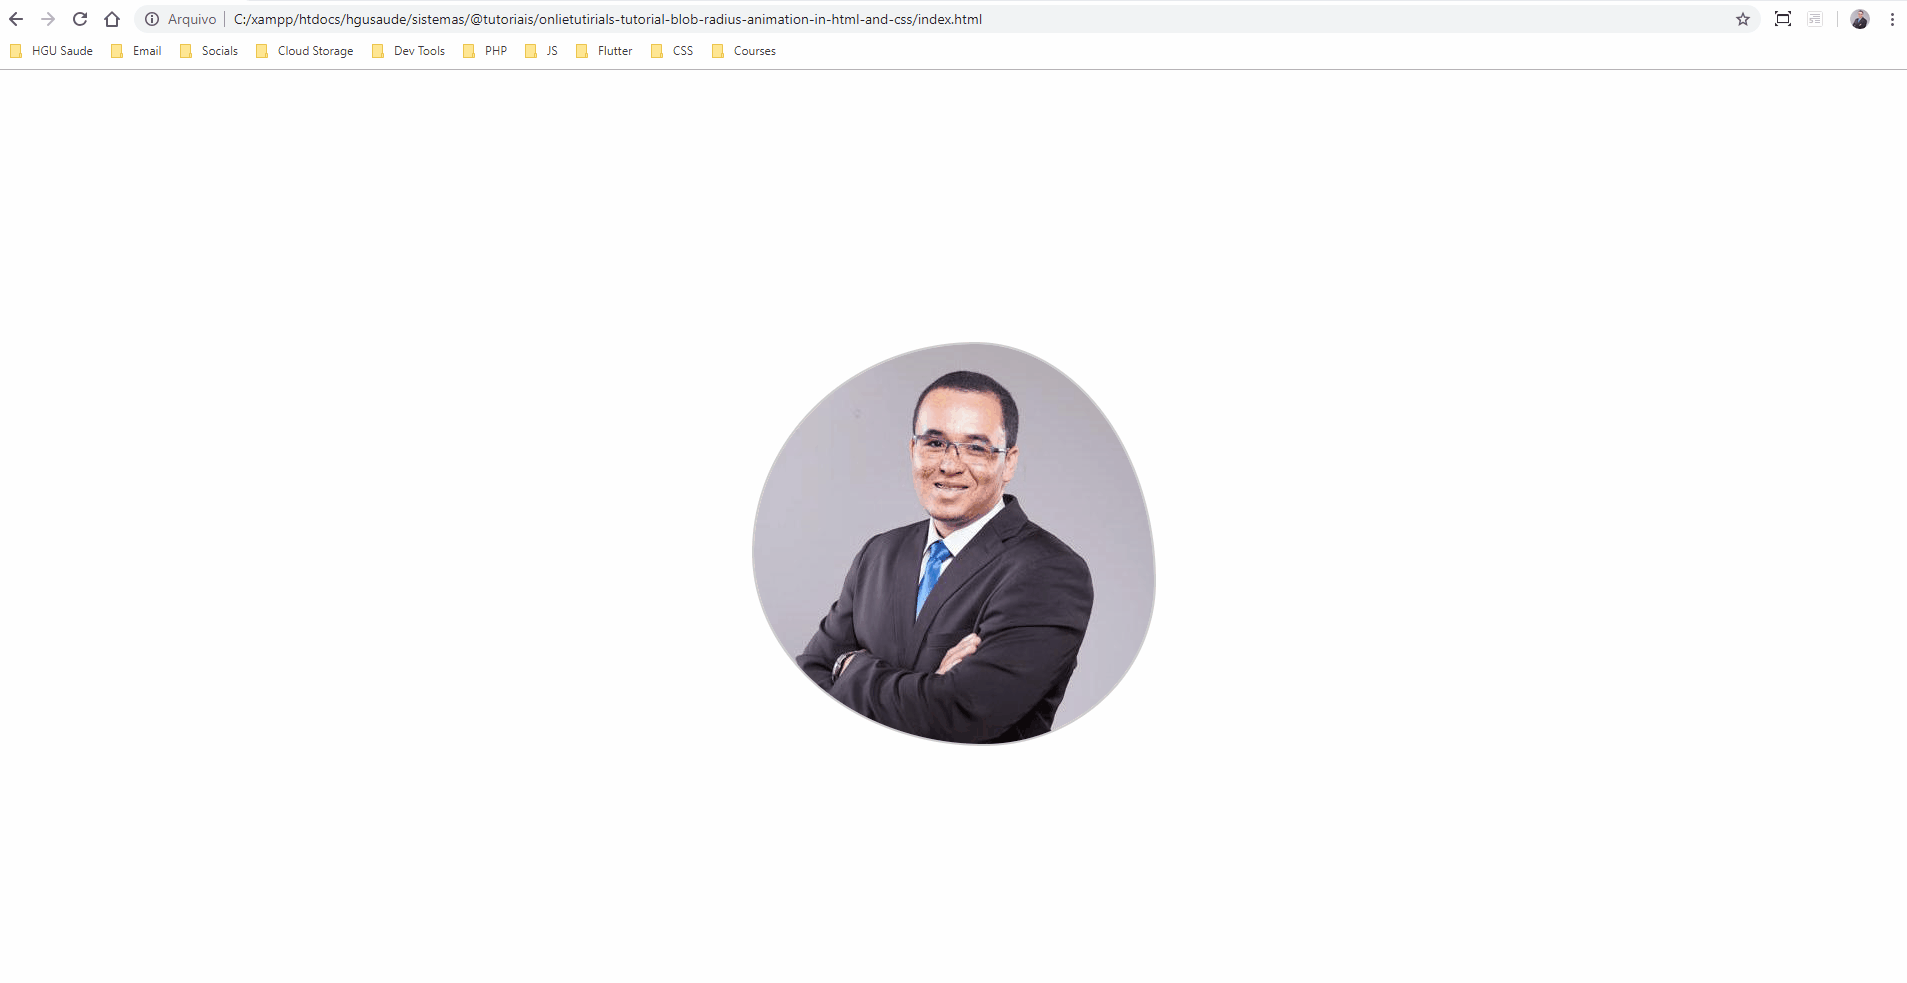 Arquivo | C:/xampp/htdocs/hgusaude/sistemas/@tutoriais/onlietutirials-tutorial-blob-radius-animation-in-html-and-css/index.html
HGU Saude Email Socials Cloud Storage Dev Tools PHP JS Flutter CSS Courses